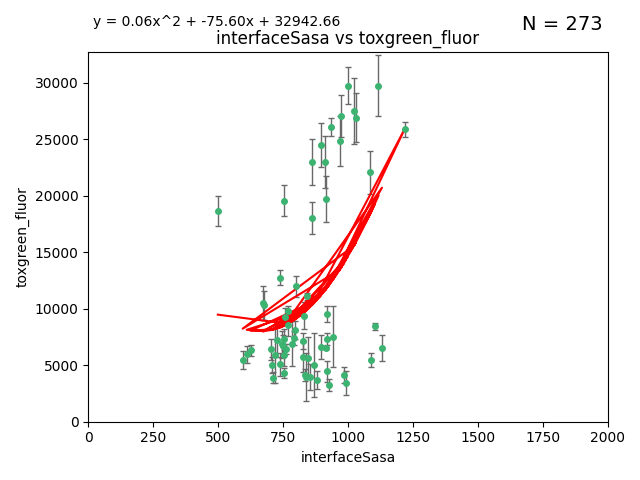 y = 0.06x^2 + -75.60x + 32942.66
N = 273
interfaceSasa vs toxgreen_fluor
30000
25000
20000
15000
10000
5000
0
toxgreen_fluor
0 250 500 750 1000 1250 1500 1750 2000
interfaceSasa